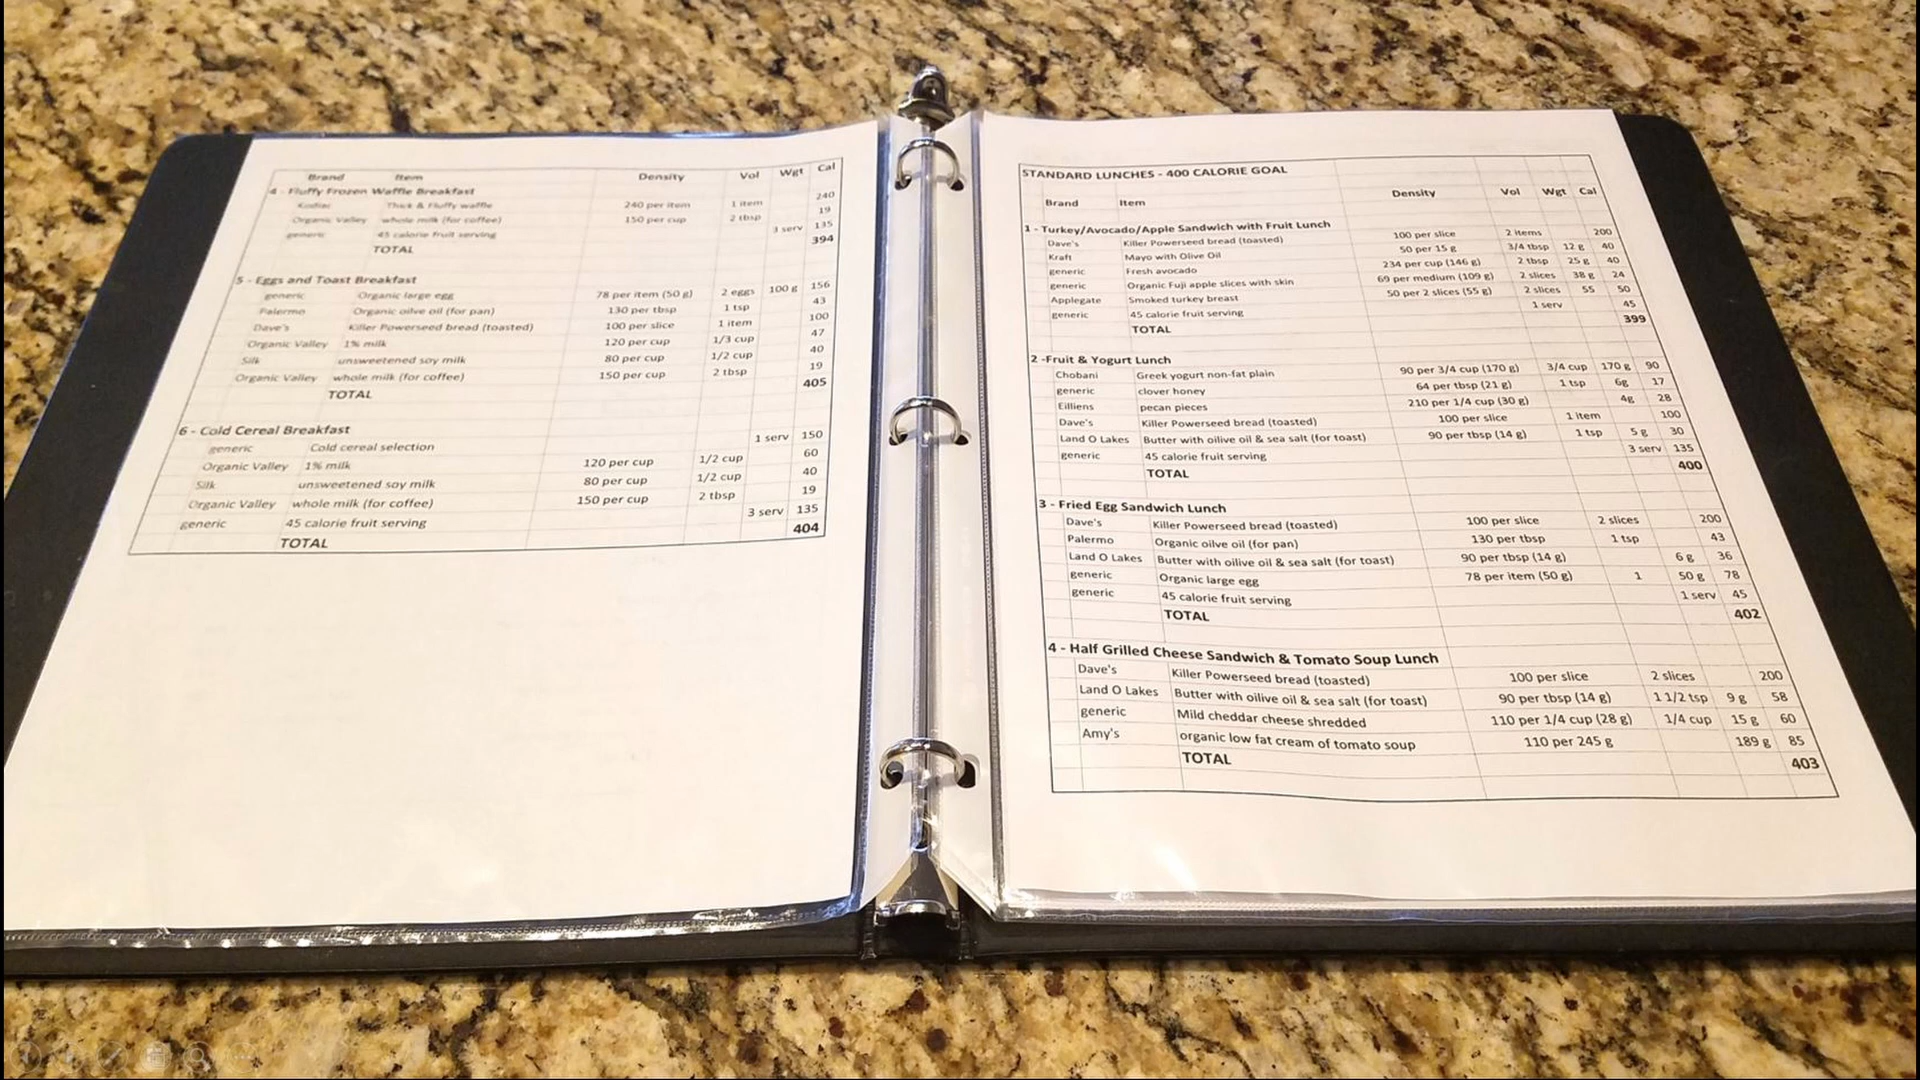 Brand Item Density Vol Wgt Cal
4 - Fluffy Frozen Waffle Breakfast
Kodiac Thick & Fluffy waffle 240 per item 1 item 240
Organic Valley whole milk (for coffee) 150 per cup 2 tbsp 19
generic 45 calorie fruit serving 3 serv 135
TOTAL 394
5 - Eggs and Toast Breakfast
generic Organic large egg 78 per item (50 g) 2 eggs 100 g 156
Palermo Organic oilve oil (for pan) 130 per tbsp 1 tsp 43
Dave's Killer Powerseed bread (toasted) 100 per slice 1 item 100
Organic Valley 1% milk 120 per cup 1/3 cup 47
Silk unsweetened soy milk 80 per cup 1/2 cup 40
Organic Valley whole milk (for coffee) 150 per cup 2 tbsp 19
TOTAL 405
6 - Cold Cereal Breakfast
generic Cold cereal selection 1 serv 150
Organic Valley 1% milk 120 per cup 1/2 cup 60
Silk unsweetened soy milk 80 per cup 1/2 cup 40
Organic Valley whole milk (for coffee) 150 per cup 2 tbsp 19
generic 45 calorie fruit serving 3 serv 135
TOTAL 404
STANDARD LUNCHES - 400 CALORIE GOAL
Brand Item Density Vol Wgt Cal
1 - Turkey/Avocado/Apple Sandwich with Fruit Lunch
Dave's Killer Powerseed bread (toasted) 100 per slice 2 items 200
Kraft Mayo with Olive Oil 50 per 15 g 3/4 tbsp 12 g 40
generic Fresh avocado 234 per cup (146 g) 2 tbsp 25 g 40
generic Organic Fuji apple slices with skin 69 per medium (109 g) 2 slices 38 g 24
Applegate Smoked turkey breast 50 per 2 slices (55 g) 2 slices 55 50
generic 45 calorie fruit serving 1 serv 45
TOTAL 399
2 -Fruit & Yogurt Lunch
Chobani Greek yogurt non-fat plain 90 per 3/4 cup (170 g) 3/4 cup 170 g 90
generic clover honey 64 per tbsp (21 g) 1 tsp 6g 17
Eilliens pecan pieces 210 per 1/4 cup (30 g) 4g 28
Dave's Killer Powerseed bread (toasted) 100 per slice 1 item 100
Land O Lakes Butter with oilive oil & sea salt (for toast) 90 per tbsp (14 g) 1 tsp 5 g 30
generic 45 calorie fruit serving 3 serv 135
TOTAL 400
3 - Fried Egg Sandwich Lunch
Dave's Killer Powerseed bread (toasted) 100 per slice 2 slices 200
Palermo Organic oilve oil (for pan) 130 per tbsp 1 tsp 43
Land O Lakes Butter with oilive oil & sea salt (for toast) 90 per tbsp (14 g) 6 g 36
generic Organic large egg 78 per item (50 g) 1 50 g 78
generic 45 calorie fruit serving 1 serv 45
TOTAL 402
4 - Half Grilled Cheese Sandwich & Tomato Soup Lunch
Dave's Killer Powerseed bread (toasted) 100 per slice 2 slices 200
Land O Lakes Butter with oilive oil & sea salt (for toast) 90 per tbsp (14 g) 1 1/2 tsp 9 g 58
generic Mild cheddar cheese shredded 110 per 1/4 cup (28 g) 1/4 cup 15 g 60
Amy's organic low fat cream of tomato soup 110 per 245 g 189 g 85
TOTAL 403